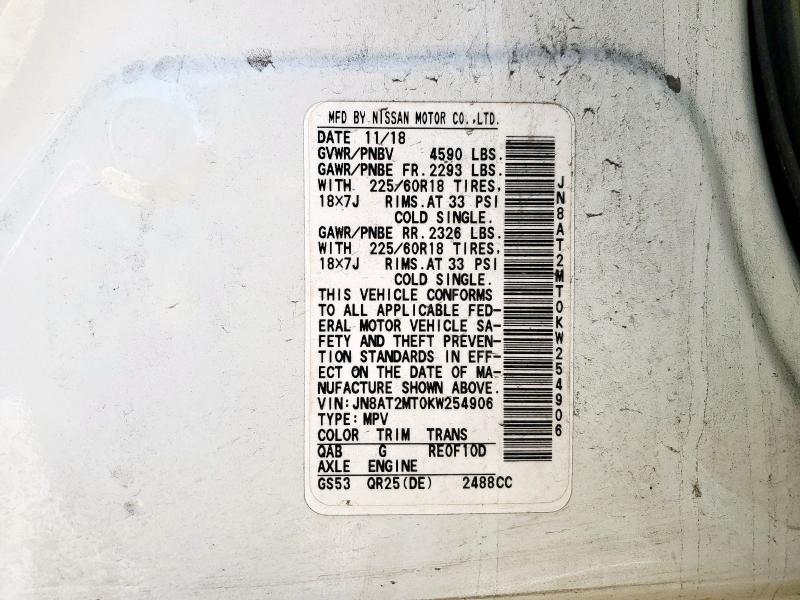 MFD BY NISSAN MOTOR CO.,LTD.
DATE 11/18
GVWR/PNBV 4590 LBS.
GAWR/PNBE FR.2293 LBS.
WITH 225/60R18 TIRES,
18×7J RIMS.AT 33 PSI
COLD SINGLE.
GAWR/PNBE RR.2326 LBS.
WITH 225/60R18 TIRES,
18×7J RIMS.AT 33 PSI
COLD SINGLE.
THIS VEHICLE CONFORMS
TO ALL APPLICABLE FED-
ERAL MOTOR VEHICLE SA-
FETY AND THEFT PREVEN-
TION STANDARDS IN EFF-
ECT ON THE DATE OF MA-
NUFACTURE SHOWN ABOVE.
VIN:JN8AT2MT0KW254906
TYPE:MPV
COLOR TRIM TRANS
QAB G RE0F10D
AXLE ENGINE
GS53 QR25(DE) 2488CC
JN8AT2MT0KW254906